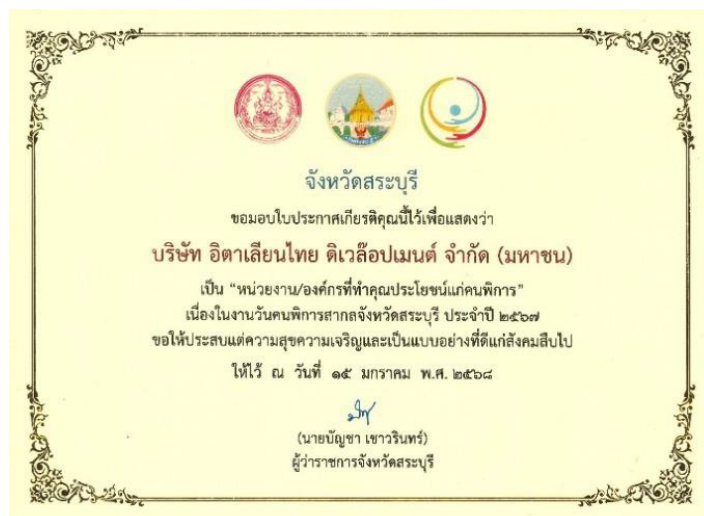 จังหวัดสระบุรี
ขอมอบใบประกาศเกียรติคุณนี้ไว้เพื่อแสดงว่า
บริษัท อิตาเลียนไทย ดิเวล๊อปเมนต์ จำกัด (มหาชน)
เป็น “หน่วยงาน/องค์กรที่ทำคุณประโยชน์แก่คนพิการ”
เนื่องในงานวันคนพิการสากลจังหวัดสระบุรี ประจำปี ๒๕๖๗
ขอให้ประสบแต่ความสุขความเจริญและเป็นแบบอย่างที่ดีแก่สังคมสืบไป
ให้ไว้ ณ วันที่ ๑๕ มกราคม พ.ศ. ๒๕๖๘
(นายบัญชา เชาวรินทร์)
ผู้ว่าราชการจังหวัดสระบุรี